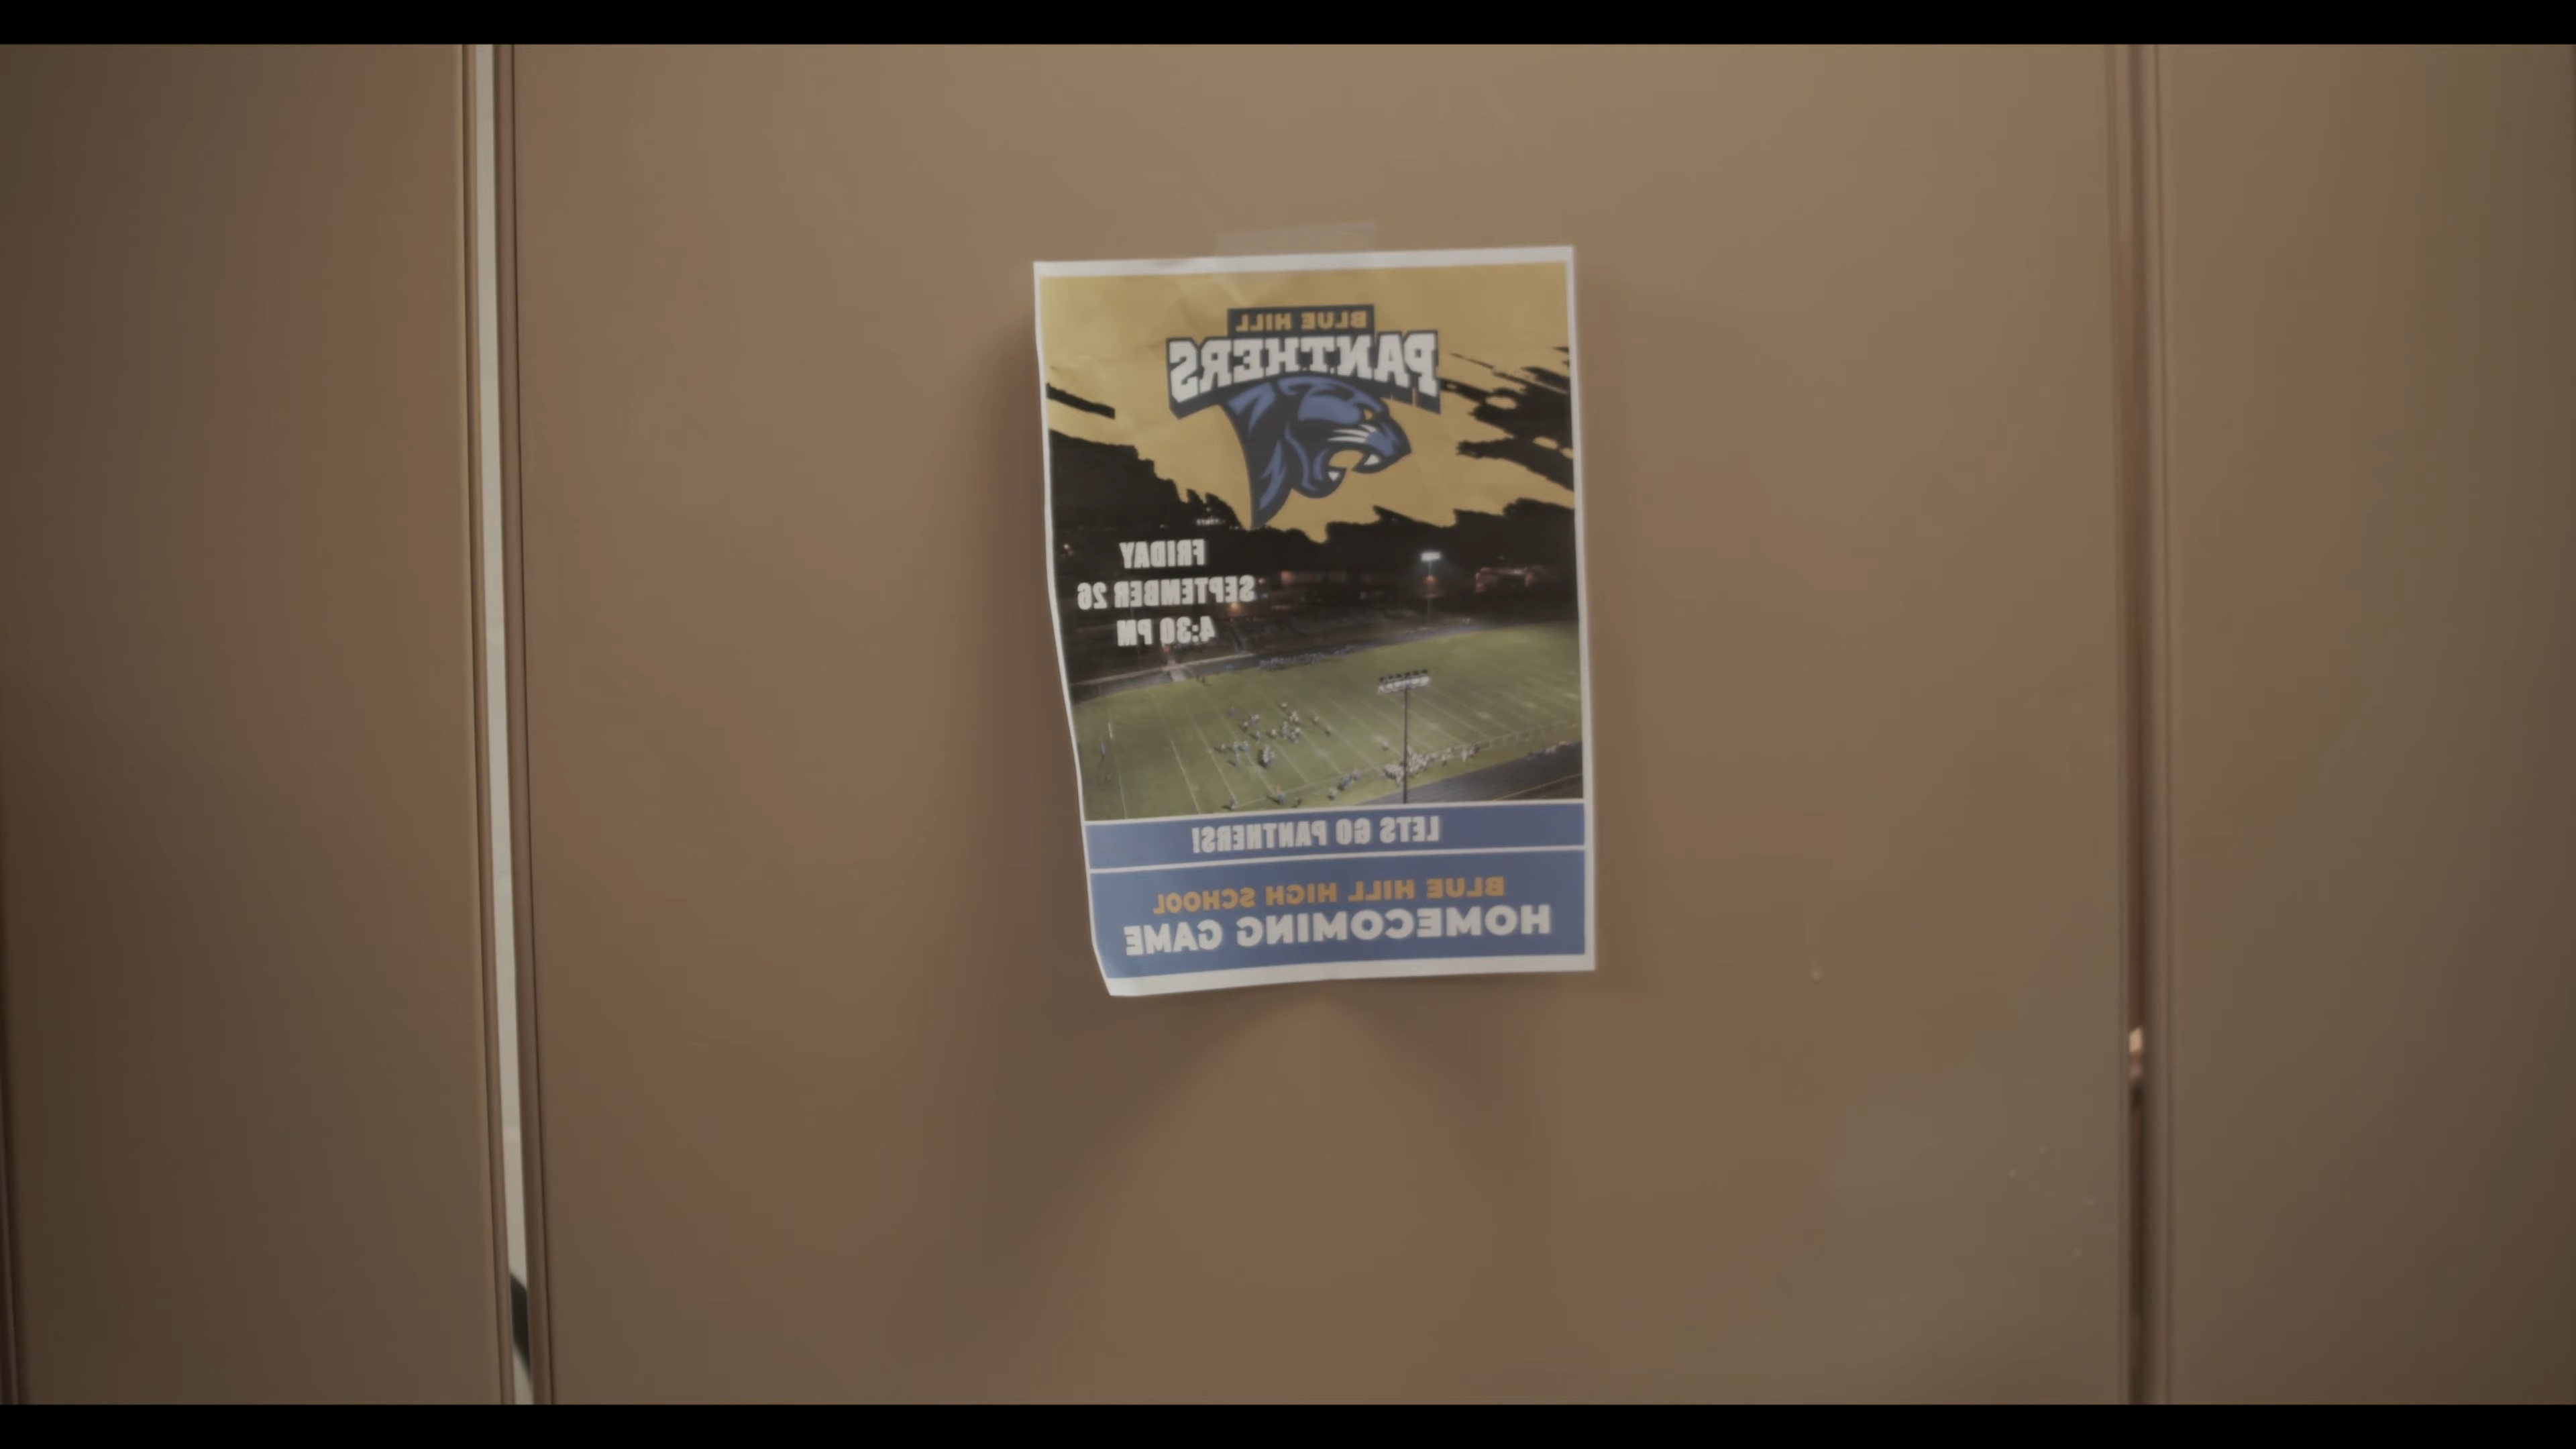 BLUE HILL
PANTHERS
FRIDAY
SEPTEMBER 26
4:30 PM
LETS GO PANTHERS!
BLUE HILL HIGH SCHOOL
HOMECOMING GAME